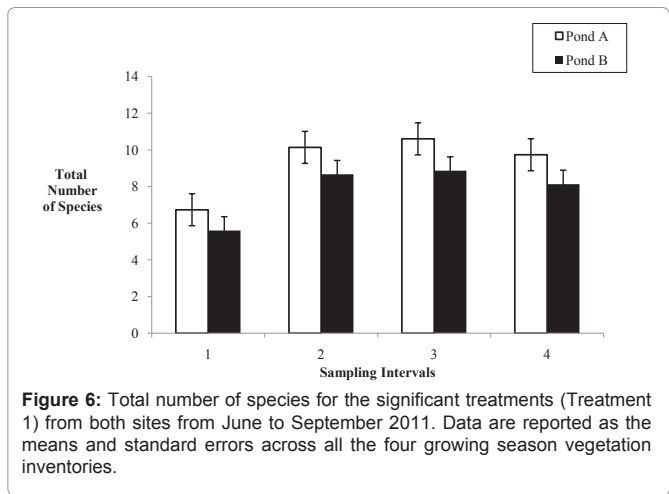 Pond A
Pond B
14
12
10
8
6
4
2
0
Total
Number
of Species
1 2 3 4
Sampling Intervals
Figure 6: Total number of species for the significant treatments (Treatment
1) from both sites from June to September 2011. Data are reported as the
means and standard errors across all the four growing season vegetation
inventories.